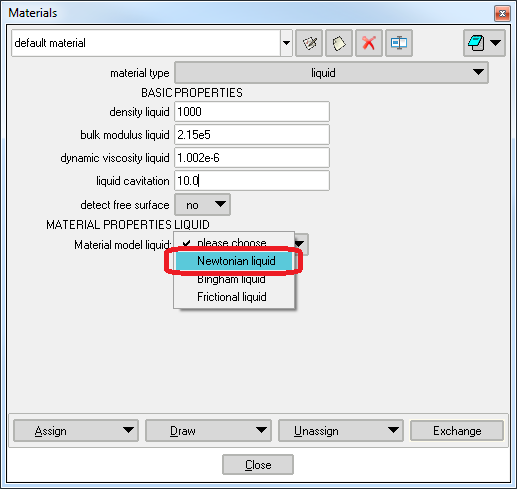 Materials
default material
material type liquid
BASIC PROPERTIES
density liquid 1000
bulk modulus liquid 2.15e5
dynamic viscosity liquid 1.002e-6
liquid cavitation 10.0
detect free surface no
MATERIAL PROPERTIES LIQUID
Material model liquid: ✔ please choose
Newtonian liquid
Bingham liquid
Frictional liquid
Assign Draw Unassign Exchange
Close